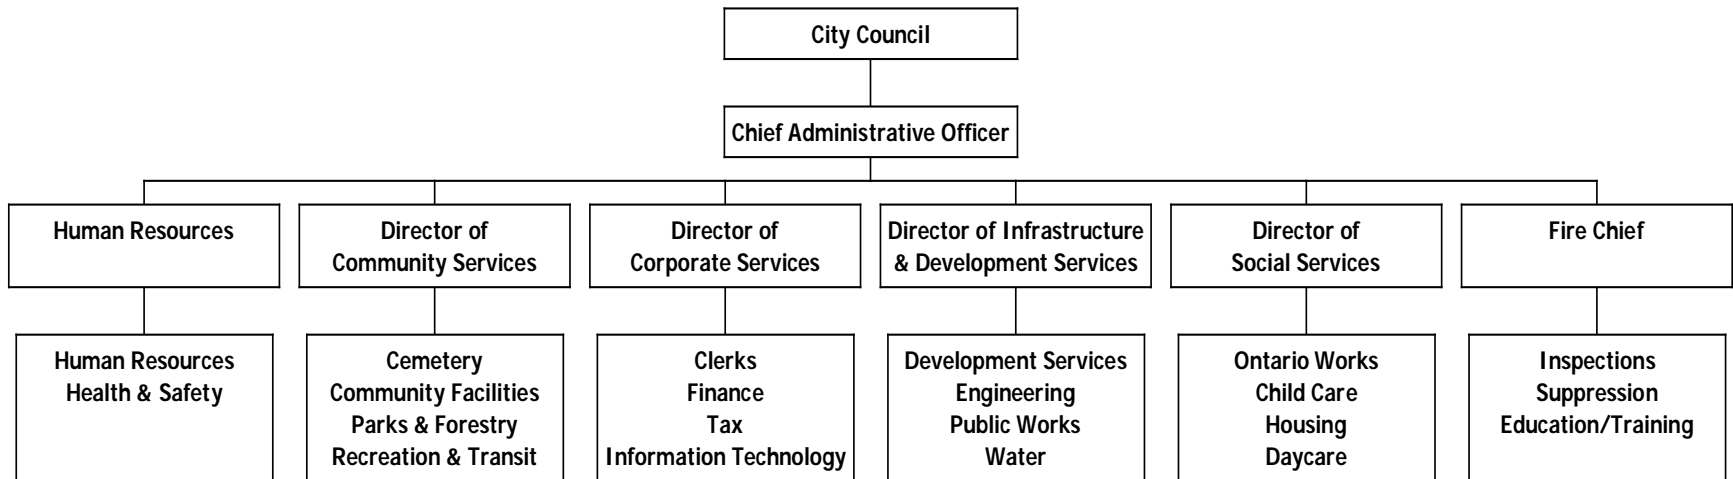 City Council
Chief Administrative Officer
Human Resources
Director of
Community Services
Director of
Corporate Services
Director of Infrastructure
& Development Services
Director of
Social Services
Fire Chief
Human Resources
Health & Safety
Cemetery
Community Facilities
Parks & Forestry
Recreation & Transit
Clerks
Finance
Tax
Information Technology
Development Services
Engineering
Public Works
Water
Ontario Works
Child Care
Housing
Daycare
Inspections
Suppression
Education/Training